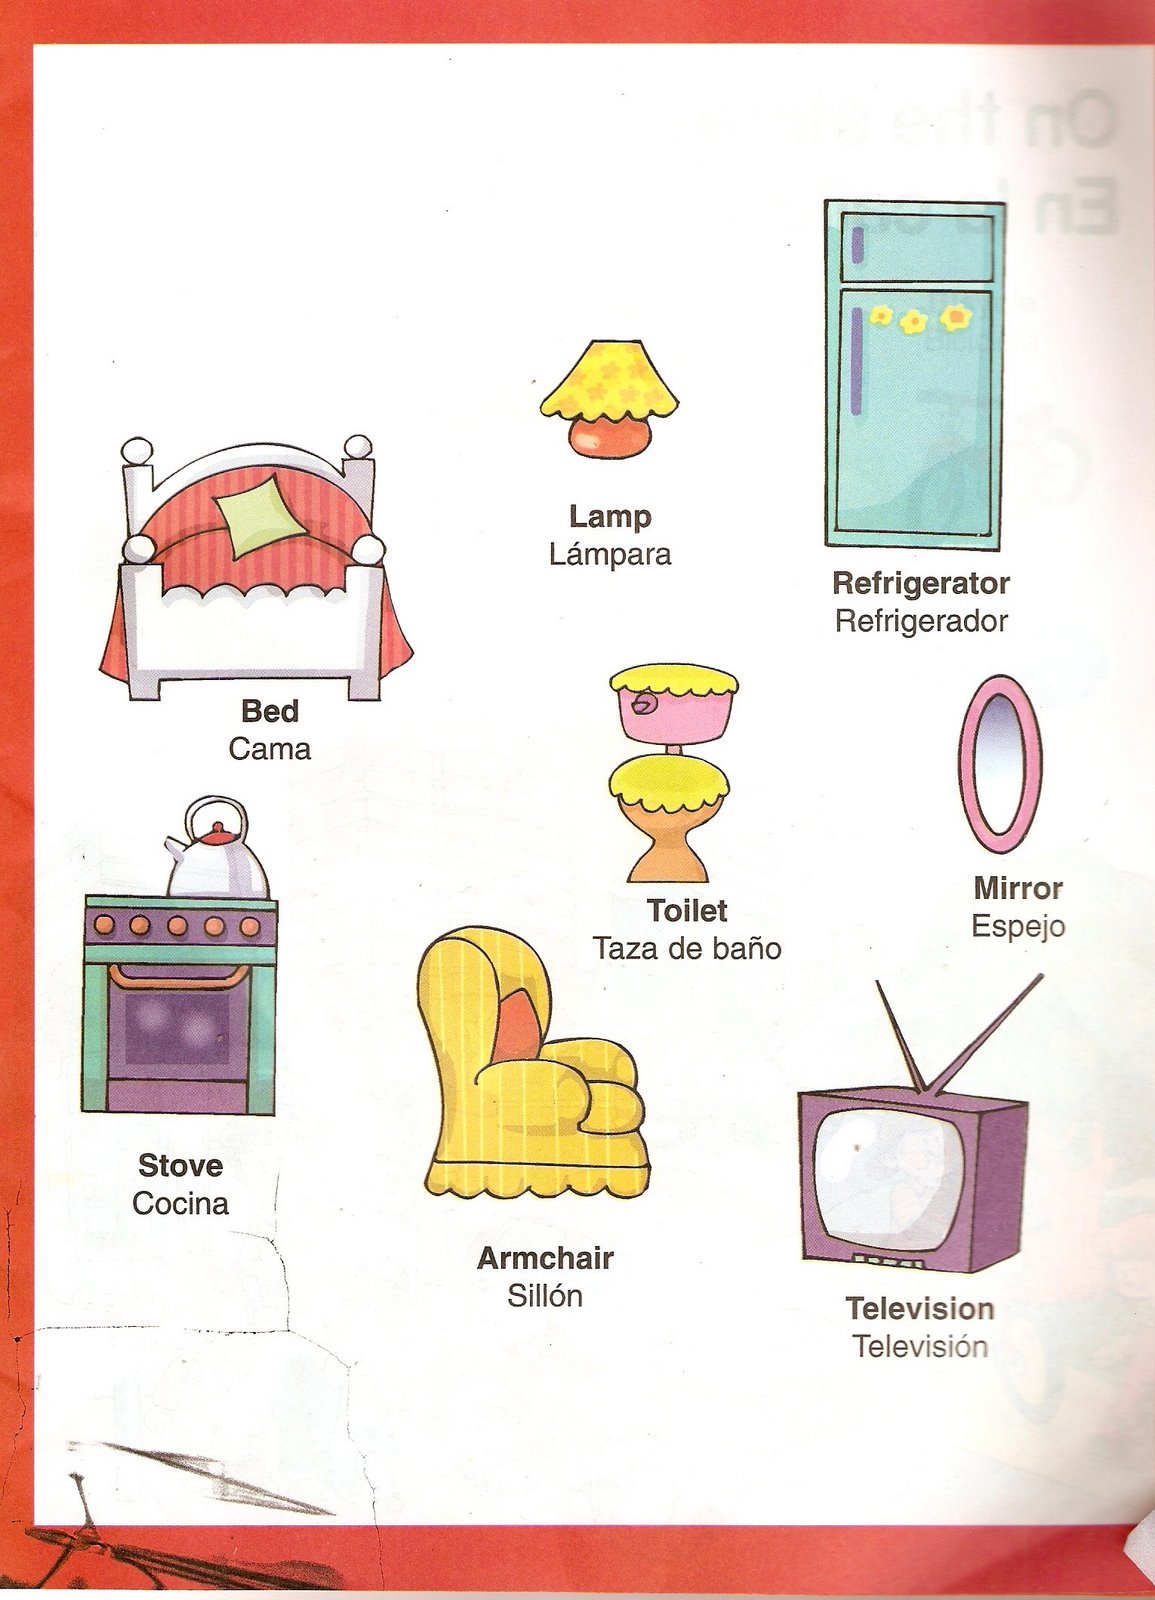 Lamp
Lámpara
Refrigerator
Refrigerador
Bed
Cama
Toilet
Taza de baño
Mirror
Espejo
Stove
Cocina
Armchair
Sillón
Television
Televisión